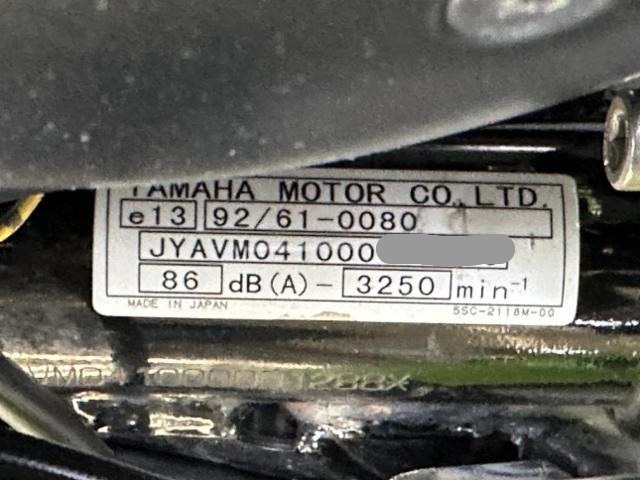 YAMAHA MOTOR CO.,LTD.
e13 92/61-0080
JYAVM041000
86 dB(A) - 3250 min-1
MADE IN JAPAN 5SC-2118M-00